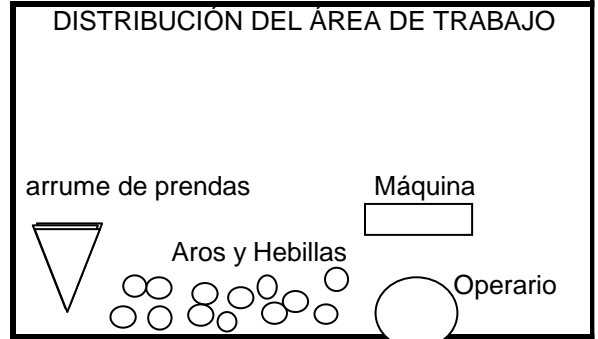 DISTRIBUCIÓN DEL ÁREA DE TRABAJO
arrume de prendas
Máquina
Aros y Hebillas
Operario